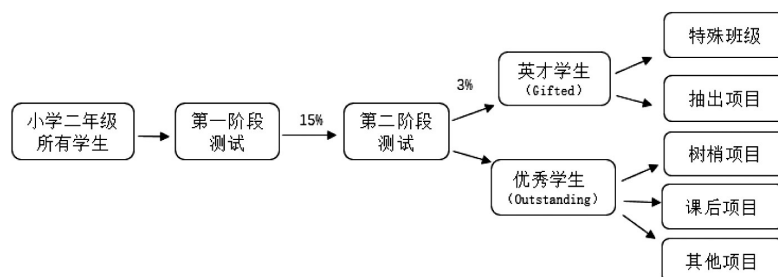 小学二年级
所有学生
第一阶段
测试
15%
第二阶段
测试
3%
英才学生
(Gifted)
优秀学生
(Outstanding)
特殊班级
抽出项目
树梢项目
课后项目
其他项目